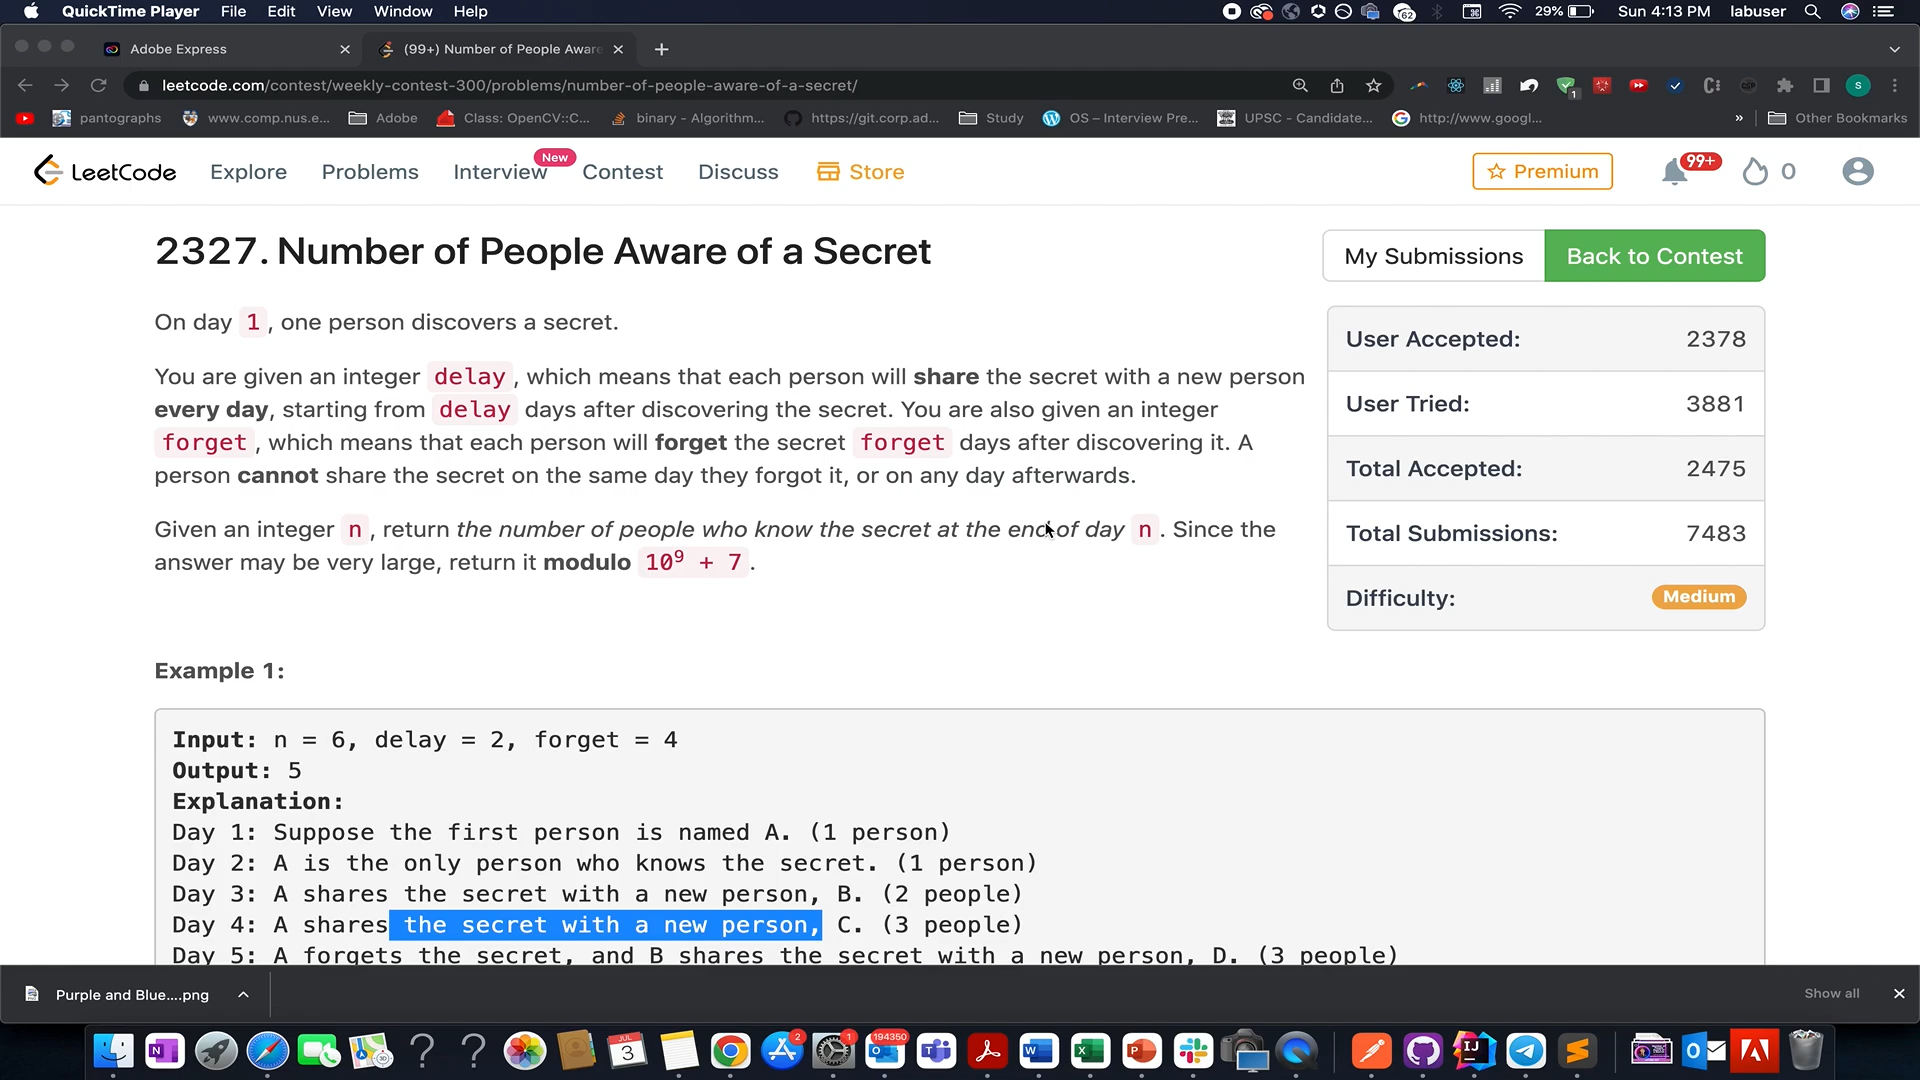 QuickTime Player File Edit View Window Help 62 29% Sun 4:13 PM labuser
Adobe Express (99+) Number of People Aware
leetcode.com/contest/weekly-contest-300/problems/number-of-people-aware-of-a-secret/ 1 S
pantographs www.comp.nus.e... Adobe Class: OpenCV::C... binary - Algorithm... https://git.corp.ad... Study OS – Interview Pre... UPSC - Candidate... http://www.googl... » Other Bookmarks
LeetCode Explore Problems Interview New Contest Discuss Store Premium 99+ 0
2327. Number of People Aware of a Secret
My Submissions Back to Contest
On day 1, one person discovers a secret.
You are given an integer delay, which means that each person will share the secret with a new person
every day, starting from delay days after discovering the secret. You are also given an integer
forget, which means that each person will forget the secret forget days after discovering it. A
person cannot share the secret on the same day they forgot it, or on any day afterwards.
Given an integer n, return the number of people who know the secret at the end of day n. Since the
answer may be very large, return it modulo 10⁹ + 7.
User Accepted: 2378
User Tried: 3881
Total Accepted: 2475
Total Submissions: 7483
Difficulty: Medium
Example 1:
Input: n = 6, delay = 2, forget = 4
Output: 5
Explanation:
Day 1: Suppose the first person is named A. (1 person)
Day 2: A is the only person who knows the secret. (1 person)
Day 3: A shares the secret with a new person, B. (2 people)
Day 4: A shares the secret with a new person, C. (3 people)
Day 5: A forgets the secret, and B shares the secret with a new person, D. (3 people)
Purple and Blue....png Show all
JUL 3 2 1 194350